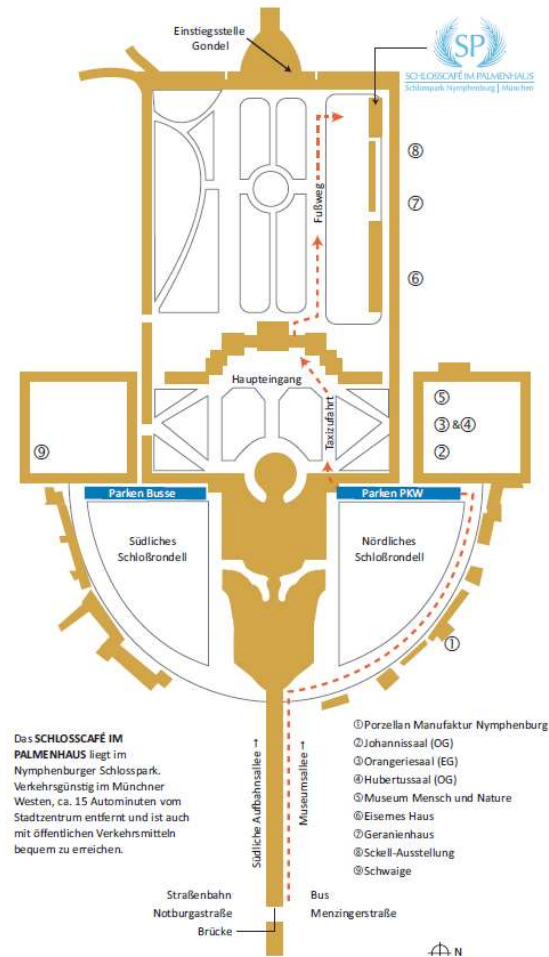 Einstiegsstelle
Gondel
SP
SCHLOSSCAFÉ IM PALMENHAUS
Schlosspark Nymphenburg | München
⑧
Fußweg
⑦
⑥
Haupteingang
Taxizufahrt
⑤
③ &④
②
⑨
Parken Busse
Parken PKW
Südliches
Schloßrondell
Nördliches
Schloßrondell
①
Das SCHLOSSCAFÉ IM
PALMENHAUS liegt im
Nymphenburger Schlosspark.
Verkehrsgünstig im Münchner
Westen, ca. 15 Autominuten vom
Stadtzentrum entfernt und ist auch
mit öffentlichen Verkehrsmitteln
bequem zu erreichen.
Südliche Auffahrtsallee →
Museumsallee →
①Porzellan Manufaktur Nymphenburg
②Johannissaal (OG)
③Orangeriesaal (EG)
④Hubertussaal (OG)
⑤Museum Mensch und Nature
⑥Eisernes Haus
⑦Geranienhaus
⑧Sckell-Ausstellung
⑨Schwaige
Straßenbahn
Notburgastraße
Brücke
Bus
Menzingerstraße
N